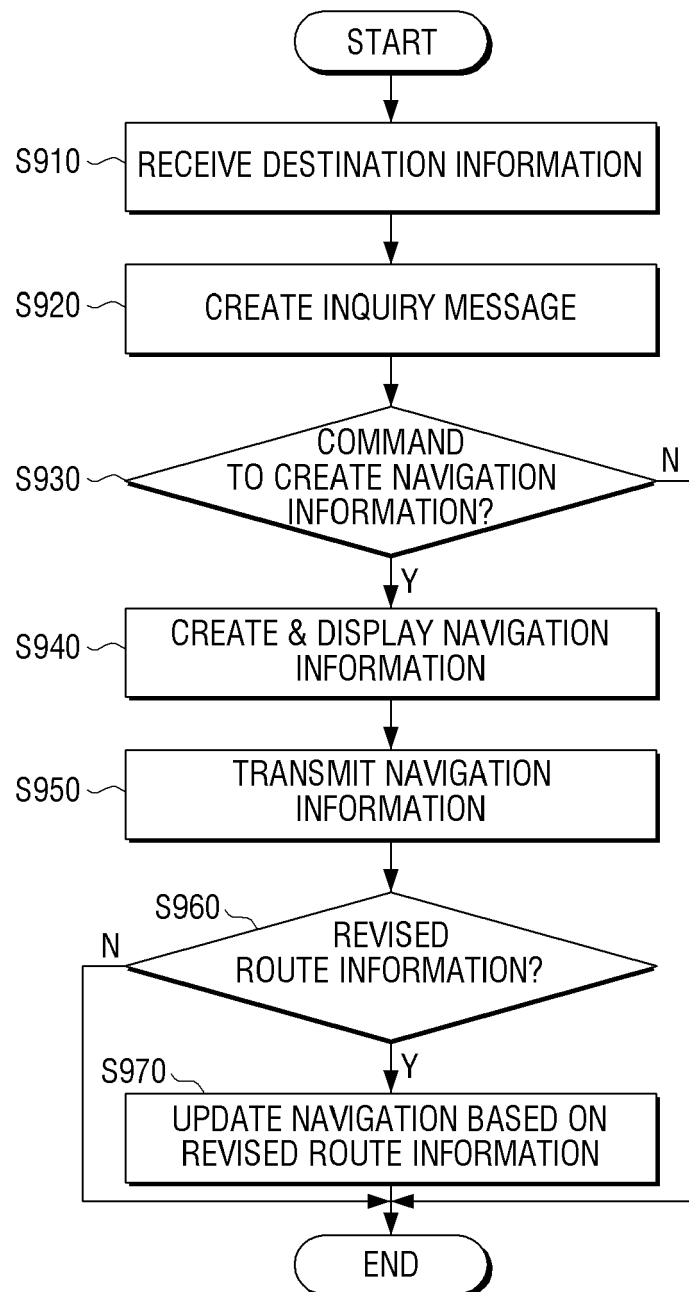 START
S910
RECEIVE DESTINATION INFORMATION
S920
CREATE INQUIRY MESSAGE
S930
COMMAND
TO CREATE NAVIGATION
INFORMATION?
N
Y
S940
CREATE & DISPLAY NAVIGATION
INFORMATION
S950
TRANSMIT NAVIGATION
INFORMATION
S960
REVISED
ROUTE INFORMATION?
N
Y
S970
UPDATE NAVIGATION BASED ON
REVISED ROUTE INFORMATION
END